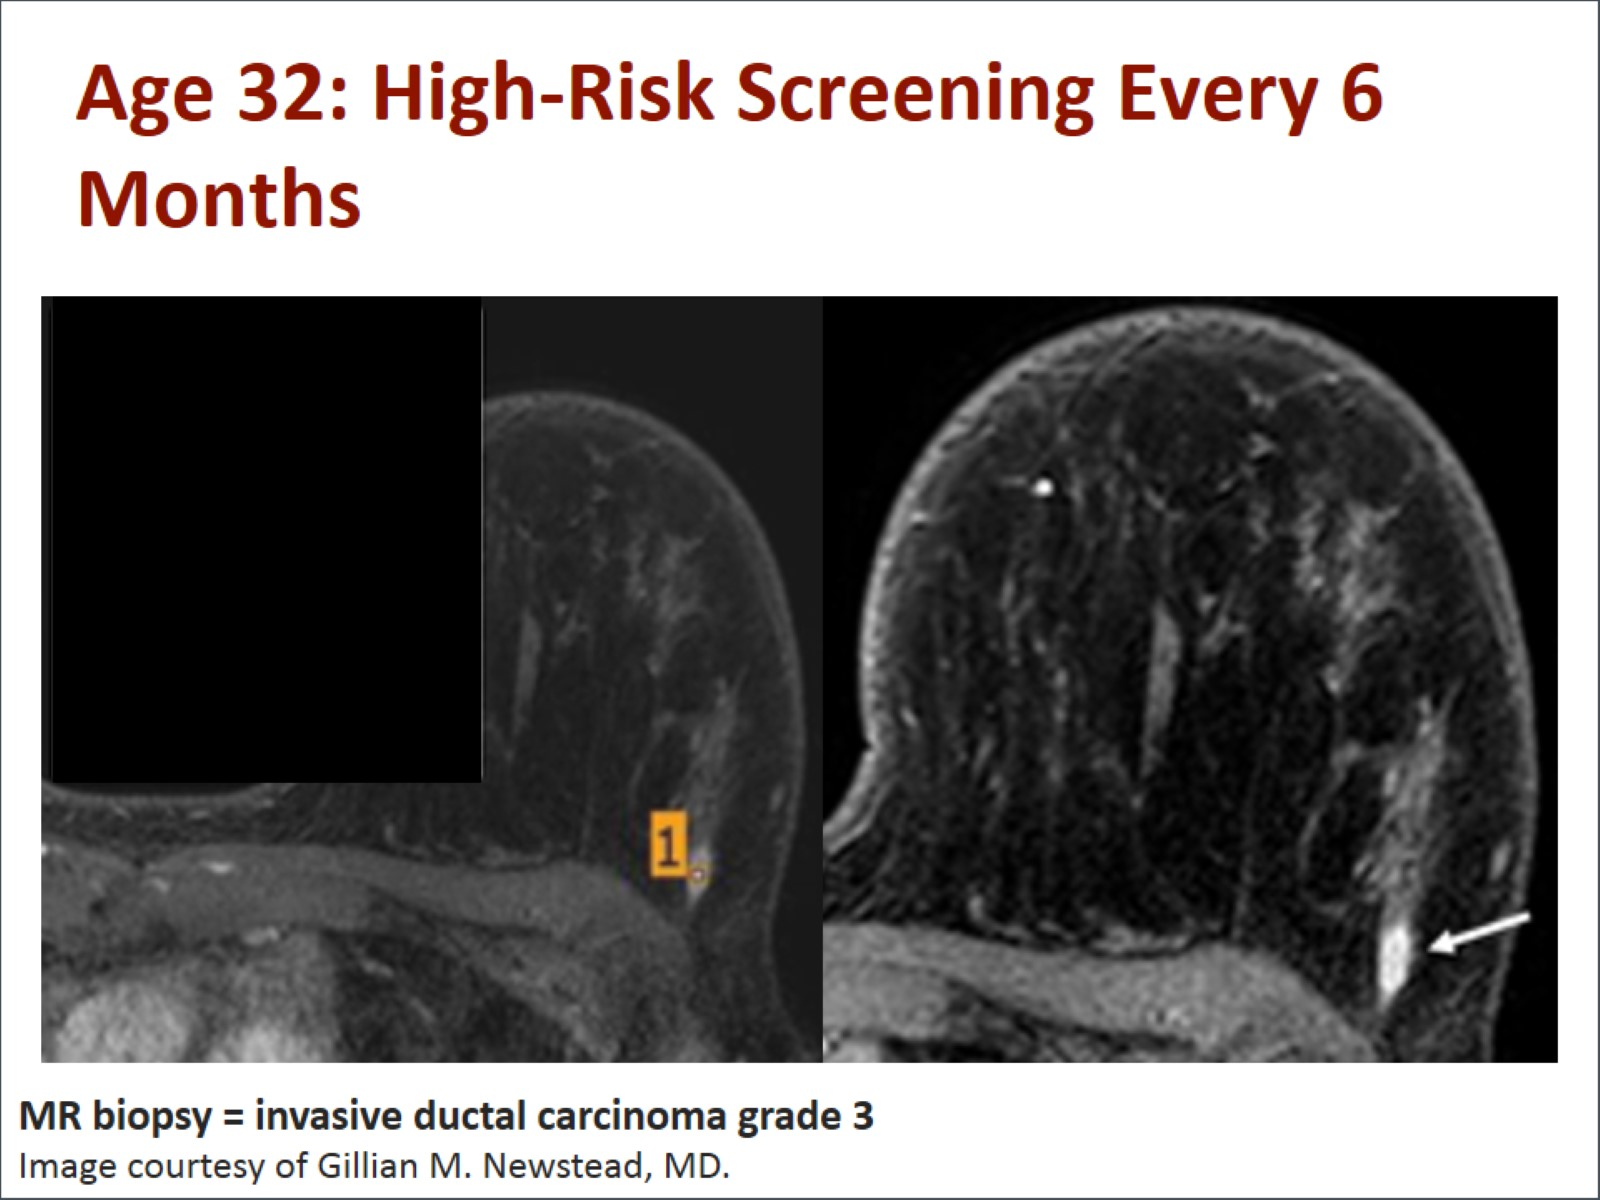 Age 32: High-Risk Screening Every 6
Months
1
MR biopsy = invasive ductal carcinoma grade 3
Image courtesy of Gillian M. Newstead, MD.